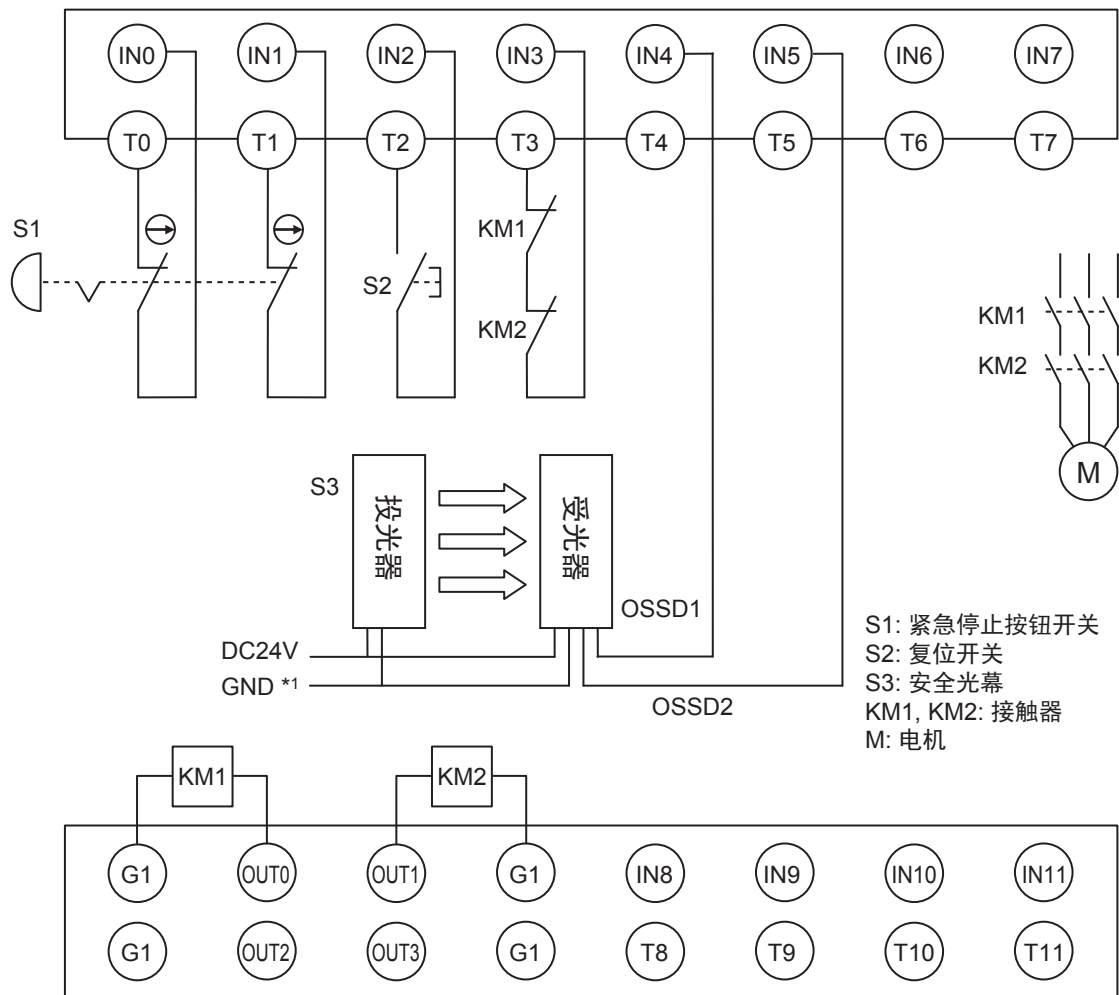 IN0 IN1 IN2 IN3 IN4 IN5 IN6 IN7
T0 T1 T2 T3 T4 T5 T6 T7
S1
KM1
S2
KM2
KM1
KM2
M
S3
投光器
受光器
OSSD1
DC24V
GND *1
OSSD2
S1: 紧急停止按钮开关
S2: 复位开关
S3: 安全光幕
KM1, KM2: 接触器
M: 电机
KM1
KM2
G1 OUT0 OUT1 G1 IN8 IN9 IN10 IN11
G1 OUT2 OUT3 G1 T8 T9 T10 T11